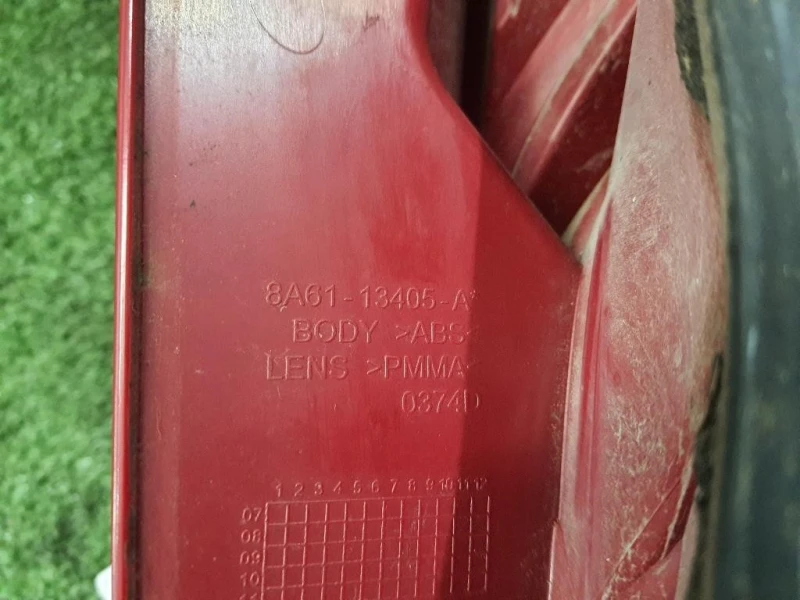 8A61-13405-A*
BODY >ABS<
LENS >PMMA<
0374D
1 2 3 4 5 6 7 8 9 10 11 12
07
08
09
10